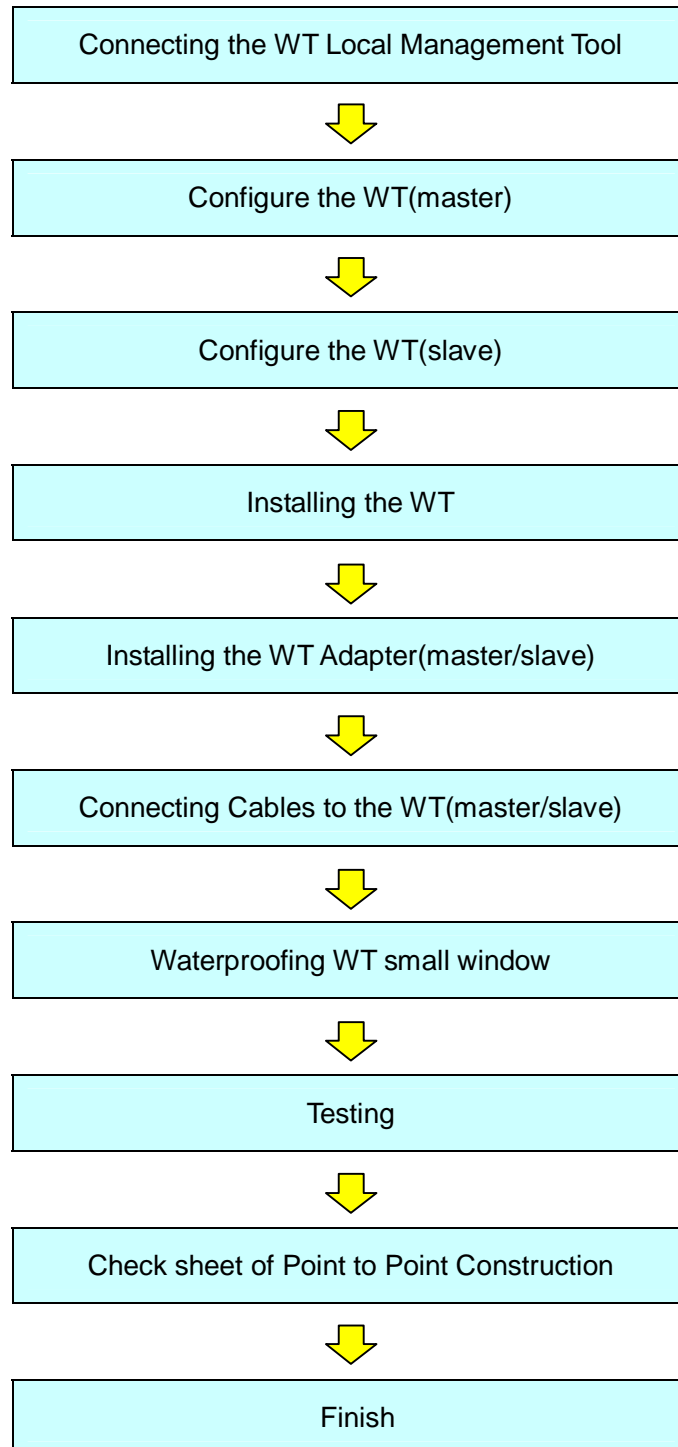 Connecting the WT Local Management Tool
Configure the WT(master)
Configure the WT(slave)
Installing the WT
Installing the WT Adapter(master/slave)
Connecting Cables to the WT(master/slave)
Waterproofing WT small window
Testing
Check sheet of Point to Point Construction
Finish